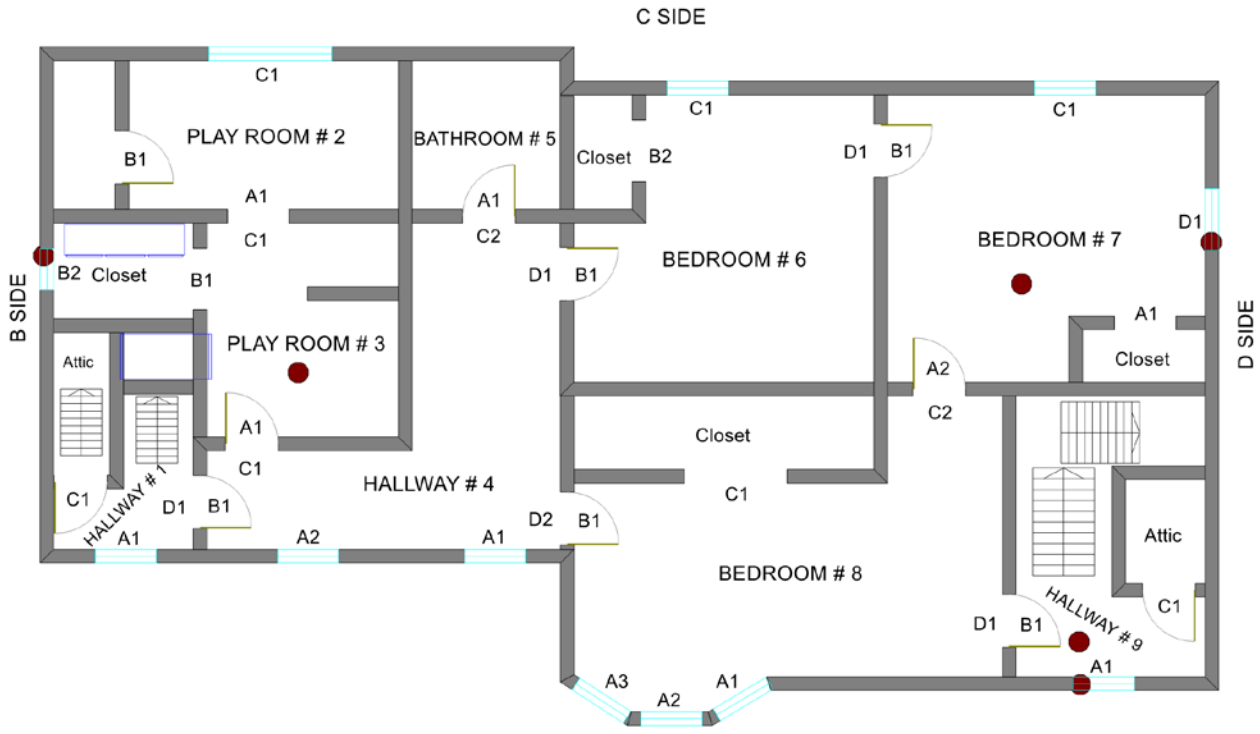 C SIDE
C1
C1
C1
PLAY ROOM # 2
BATHROOM # 5
B1
Closet
B2
D1
B1
A1
A1
C1
C2
D1
BEDROOM # 7
B2
Closet
B1
D1
B1
BEDROOM # 6
B SIDE
A1
PLAY ROOM # 3
Closet
D SIDE
Attic
A2
C2
A1
Closet
C1
HALLWAY # 4
C1
C1
HALLWAY # 1
D1
B1
D2
B1
A1
A2
A1
Attic
BEDROOM # 8
C1
D1
B1
HALLWAY # 9
A3
A2
A1
A1